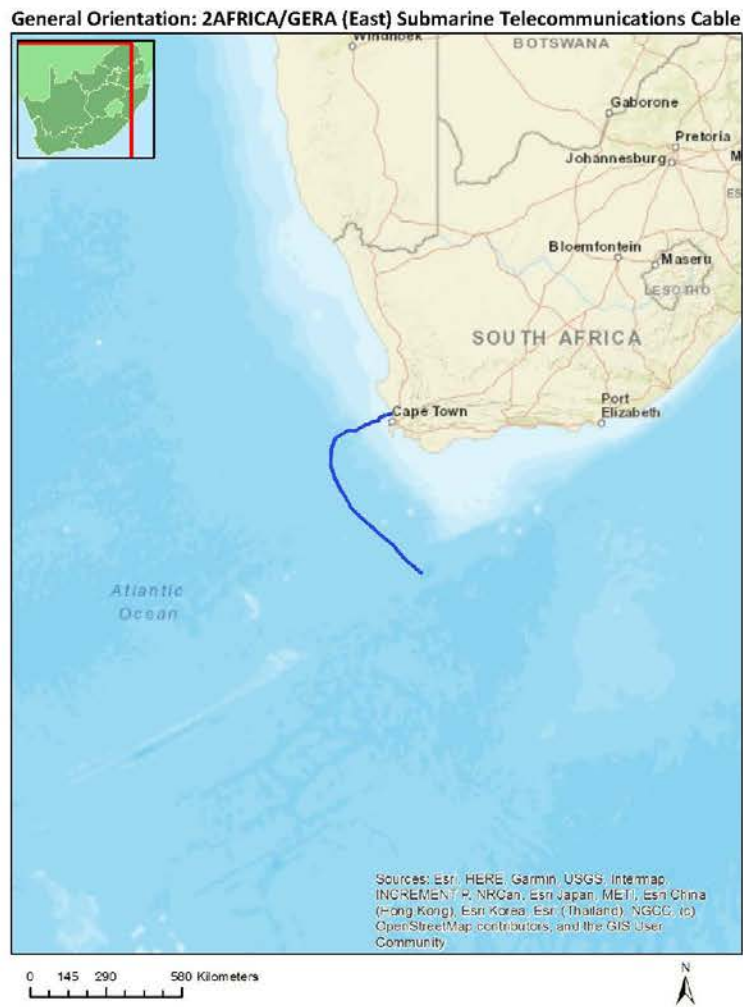 General Orientation: 2AFRICA/GERA (East) Submarine Telecommunications Cable
Windhoek
BOTSWANA
Gaborone
Pretoria
Johannesburg
M
ES
Bloemfontein
Maseru
LESOTHO
SOUTH AFRICA
Cape Town
Port
Elizabeth
Atlantic
Ocean
Sources: Esri, HERE, Garmin, USGS, Intermap,
INCREMENT P, NRCan, Esri Japan, METI, Esri China
(Hong Kong), Esri Korea, Esri (Thailand), NGCC, (c)
OpenStreetMap contributors, and the GIS User
Community
0 145 290 580 Kilometers
N